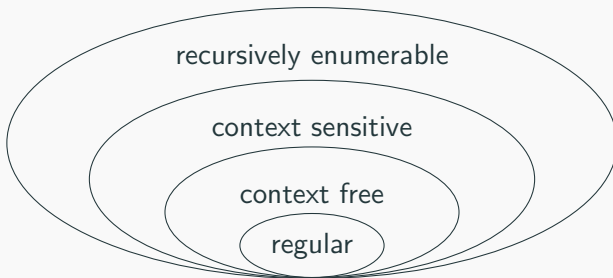 recursively enumerable
context sensitive
context free
regular